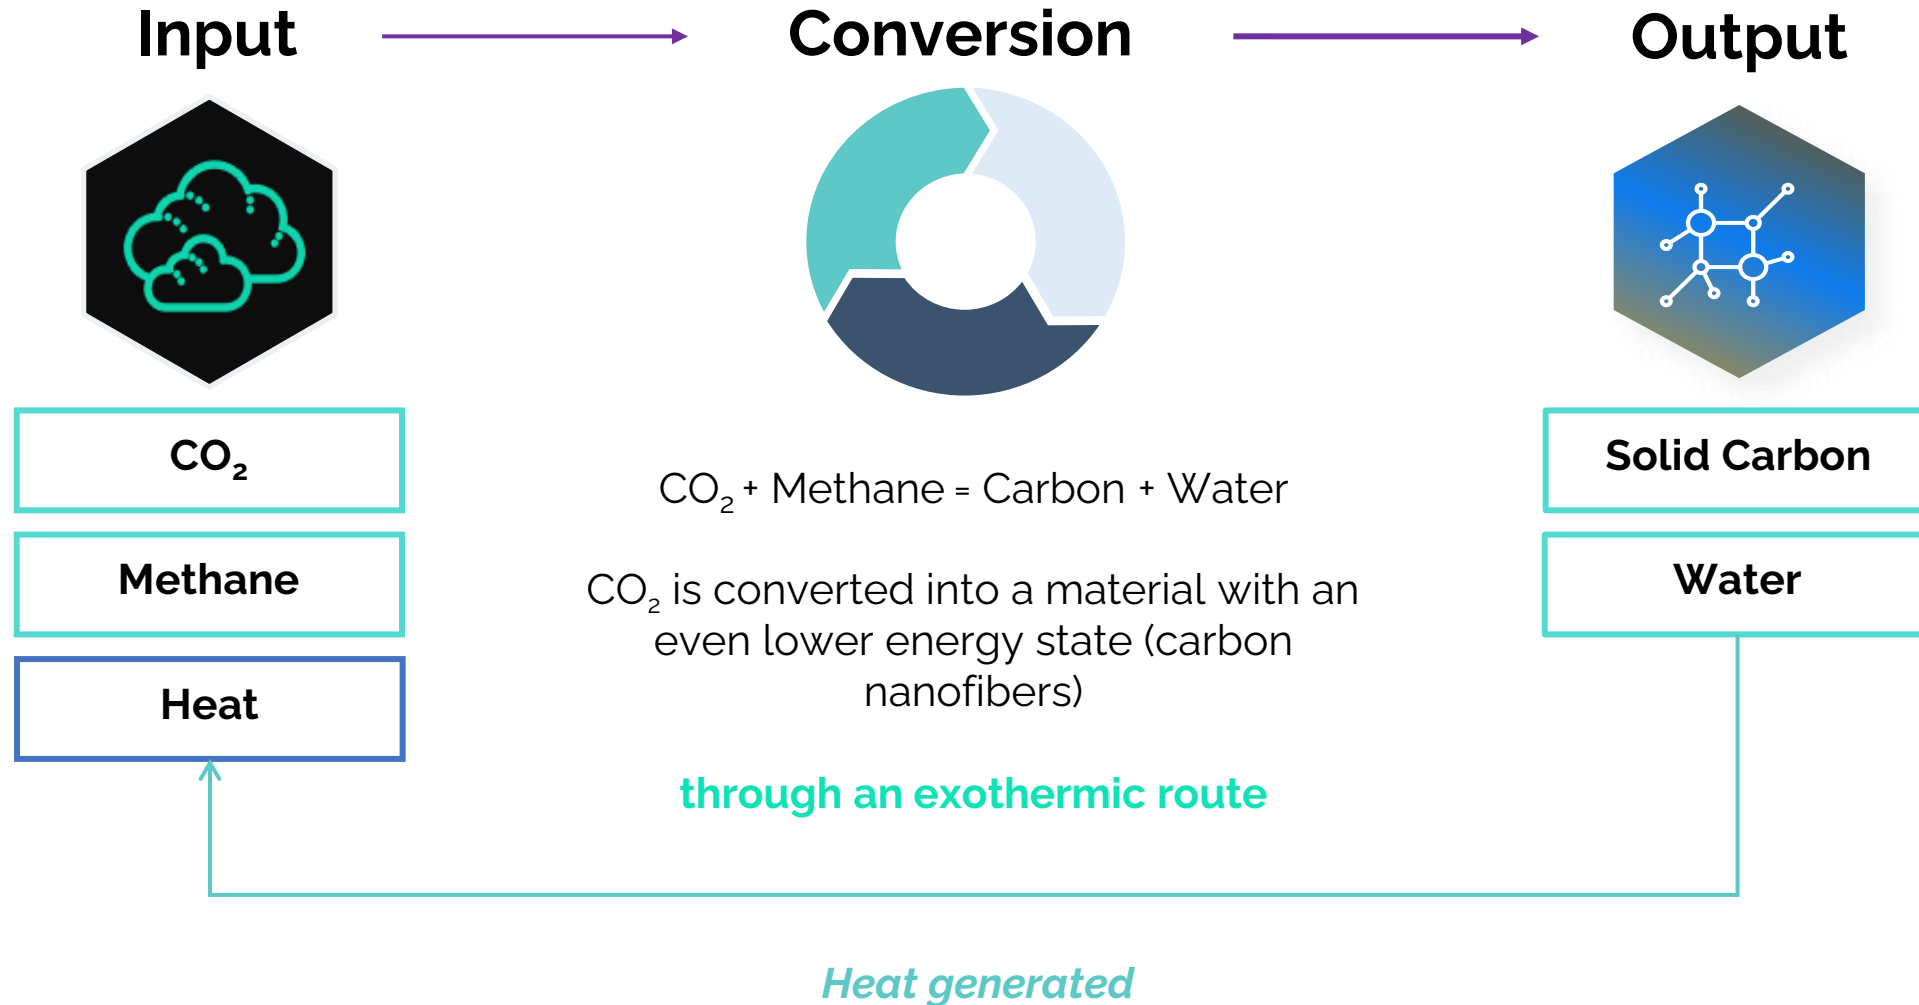 Input
Conversion
Output
CO₂
Methane
Heat
CO₂ + Methane = Carbon + Water
CO₂ is converted into a material with an
even lower energy state (carbon
nanofibers)
through an exothermic route
Solid Carbon
Water
Heat generated